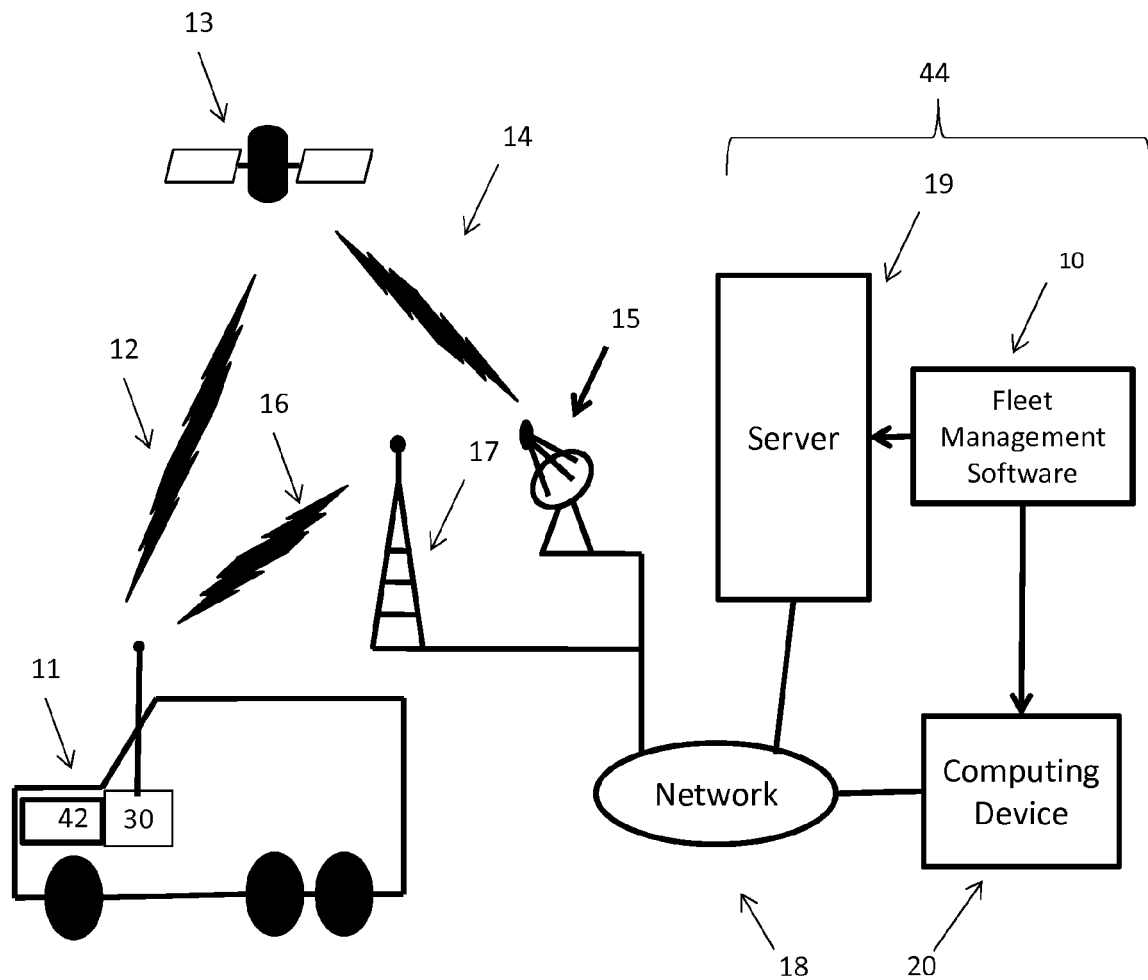 13
44
14
19
10
15
12
16
17
Server
Fleet
Management
Software
11
42
30
Network
Computing
Device
18
20